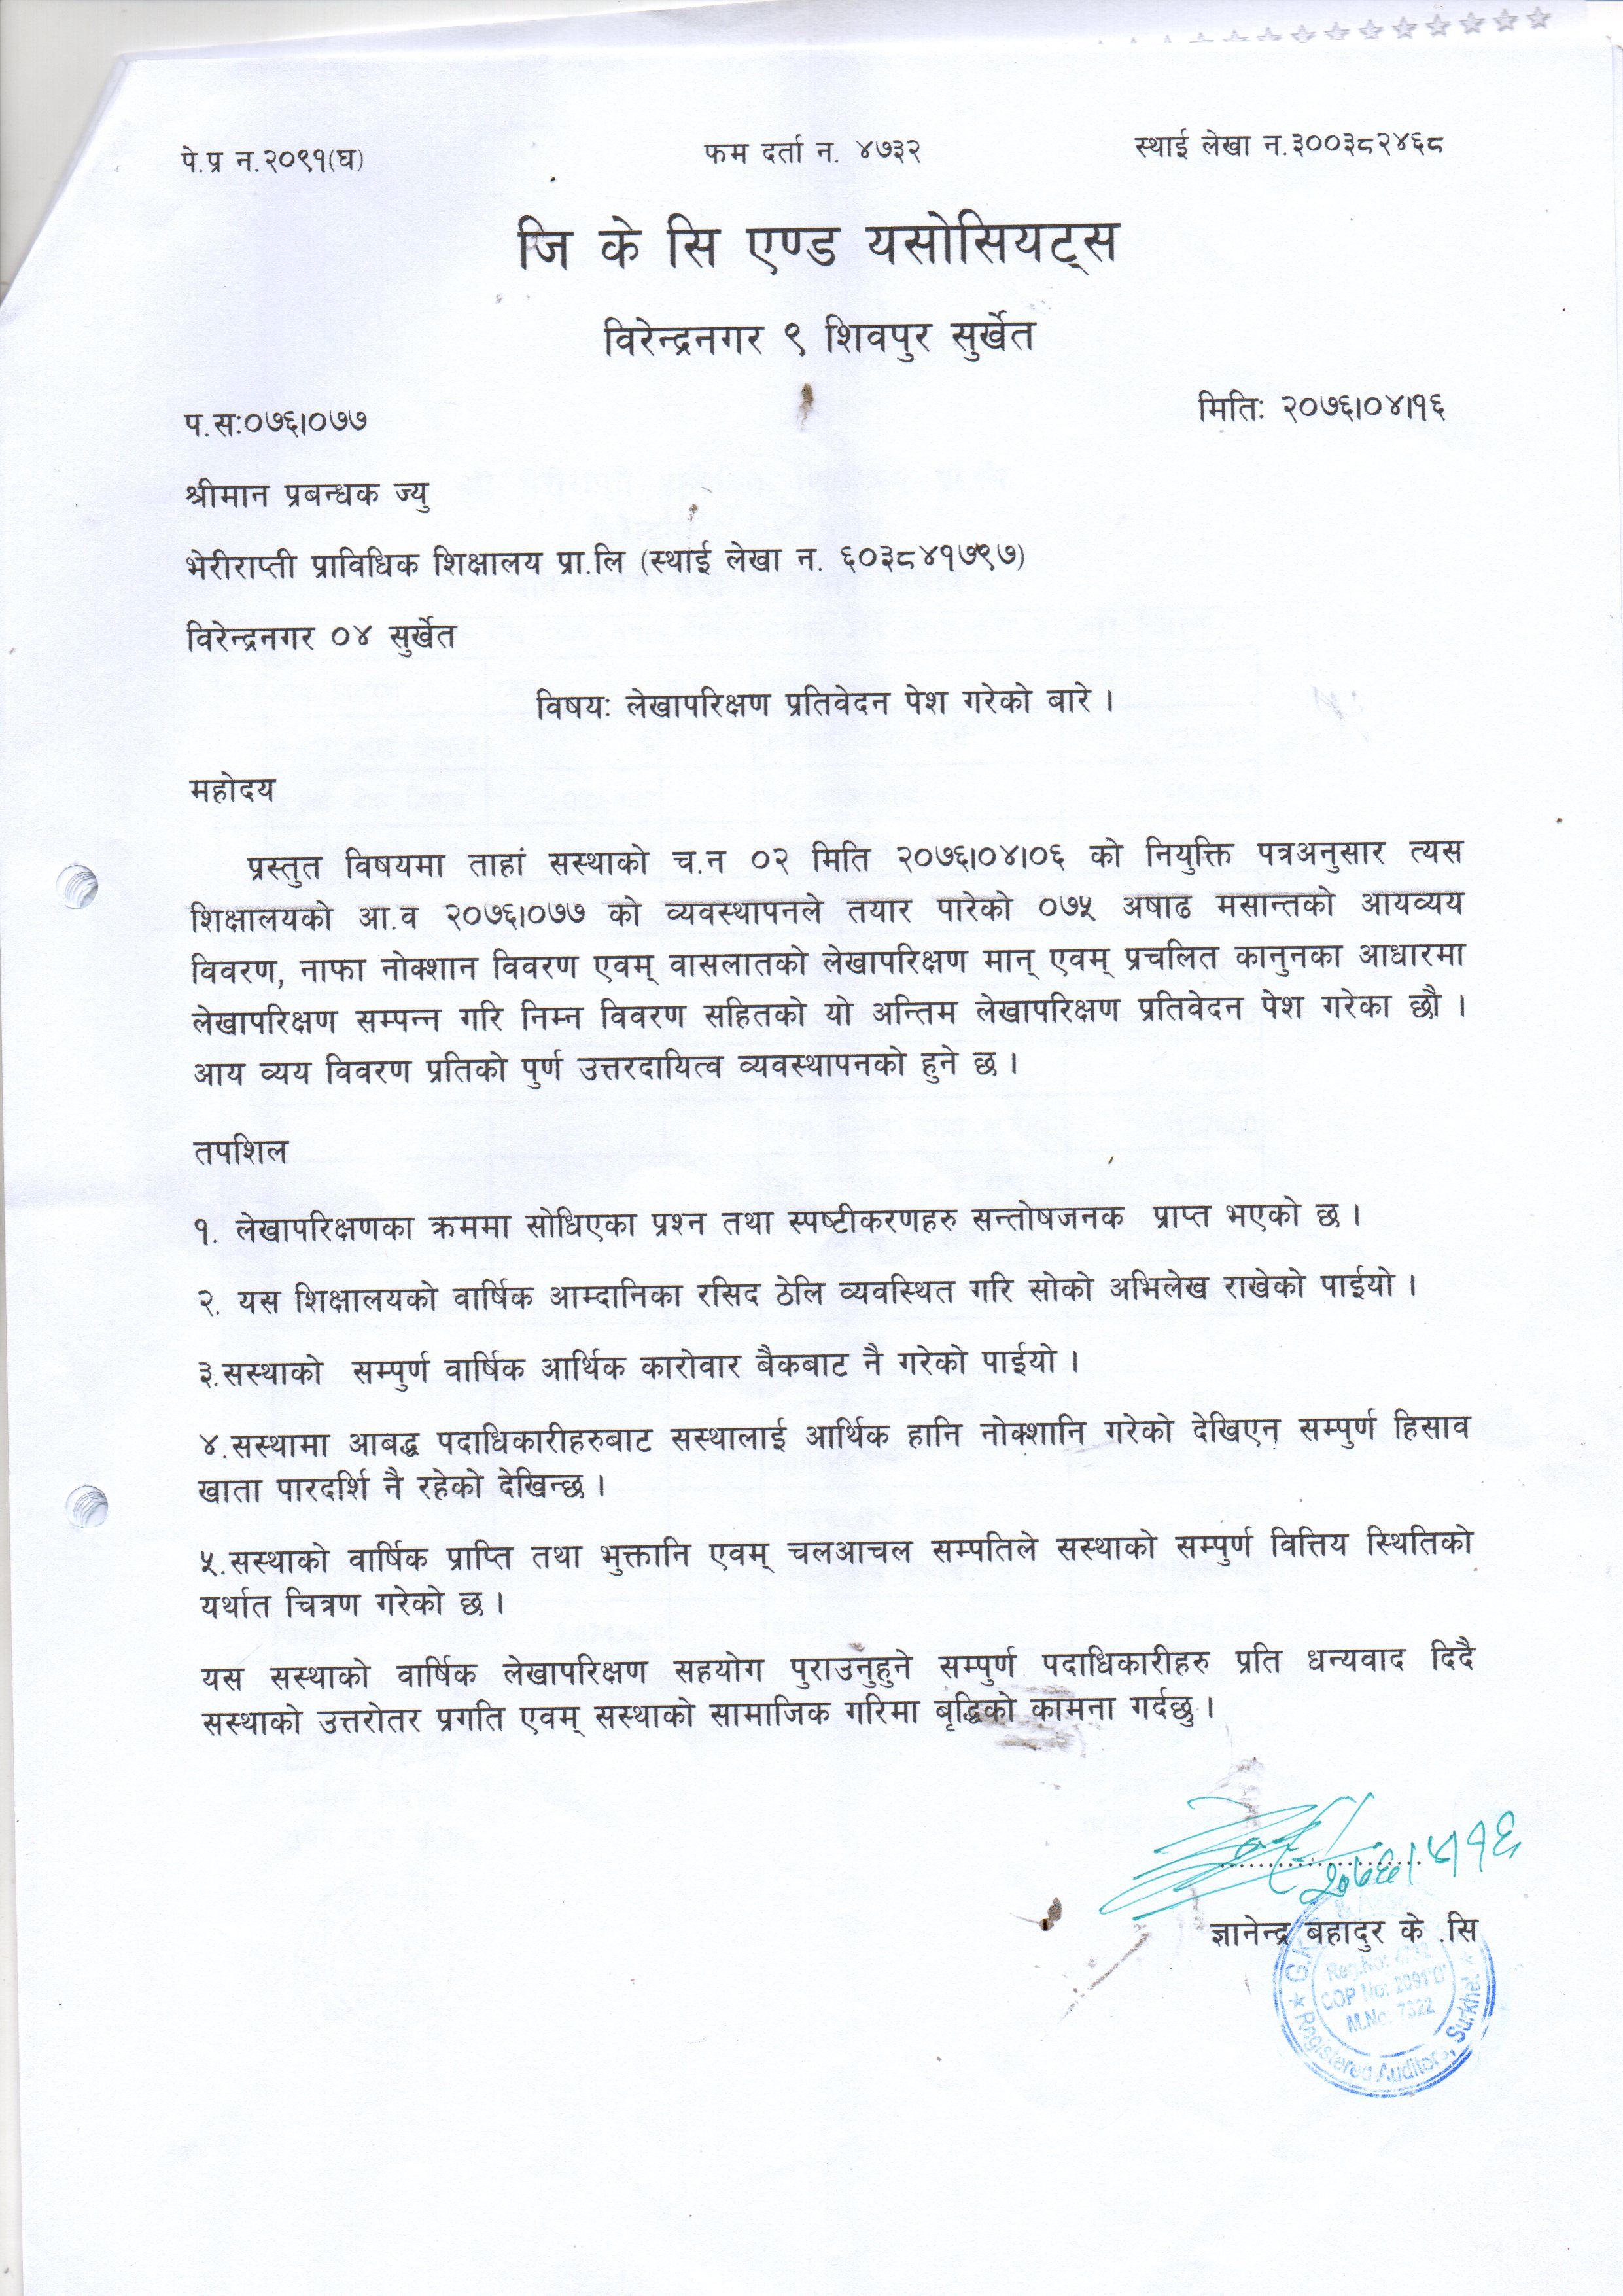 पे.प्र न.२०९१(घ) फम दर्ता न. ४७३२ स्थाई लेखा न.३००३८२४६८
जि के सि एण्ड यसोसियट्स
विरेन्द्रनगर ९ शिवपुर सुर्खेत
प.सः०७६।०७७ मितिः २०७६।०४।१६
श्रीमान प्रबन्धक ज्यु
भेरीराप्ती प्राविधिक शिक्षालय प्रा.लि (स्थाई लेखा न. ६०३८४१७९७)
विरेन्द्रनगर ०४ सुर्खेत
विषयः लेखापरिक्षण प्रतिवेदन पेश गरेको बारे ।
महोदय
प्रस्तुत विषयमा ताहां सस्थाको च.न ०२ मिति २०७६।०४।०६ को नियुक्ति पत्रअनुसार त्यस
शिक्षालयको आ.व २०७६।०७७ को व्यवस्थापनले तयार पारेको ०७५ अषाढ मसान्तको आयव्यय
विवरण, नाफा नोक्शान विवरण एवम् वासलातको लेखापरिक्षण मान् एवम् प्रचलित कानुनका आधारमा
लेखापरिक्षण सम्पन्न गरि निम्न विवरण सहितको यो अन्तिम लेखापरिक्षण प्रतिवेदन पेश गरेका छौ ।
आय व्यय विवरण प्रतिको पुर्ण उत्तरदायित्व व्यवस्थापनको हुने छ ।
तपशिल
१. लेखापरिक्षणका क्रममा सोधिएका प्रश्न तथा स्पष्टीकरणहरु सन्तोषजनक प्राप्त भएको छ ।
२. यस शिक्षालयको वार्षिक आम्दानिका रसिद ठेलि व्यवस्थित गरि सोको अभिलेख राखेको पाईयो ।
३.सस्थाको सम्पुर्ण वार्षिक आर्थिक कारोवार बैकबाट नै गरेको पाईयो ।
४.सस्थामा आबद्ध पदाधिकारीहरुबाट सस्थालाई आर्थिक हानि नोक्शानि गरेको देखिएन सम्पुर्ण हिसाव
खाता पारदर्शि नै रहेको देखिन्छ ।
५.सस्थाको वार्षिक प्राप्ति तथा भुक्तानि एवम् चलआचल सम्पतिले सस्थाको सम्पुर्ण वित्तिय स्थितिको
यर्थात चित्रण गरेको छ ।
यस सस्थाको वार्षिक लेखापरिक्षण सहयोग पुराउनुहुने सम्पुर्ण पदाधिकारीहरु प्रति धन्यवाद दिदै
सस्थाको उत्तरोतर प्रगति एवम् सस्थाको सामाजिक गरिमा बृद्धिको कामना गर्दछु ।
२०७६।४।१६
ज्ञानेन्द्र बहादुर के .सि
Reg.No: 4732
COP No: 2091'D'
M.No: 7322
Registered Auditors, Surkhet